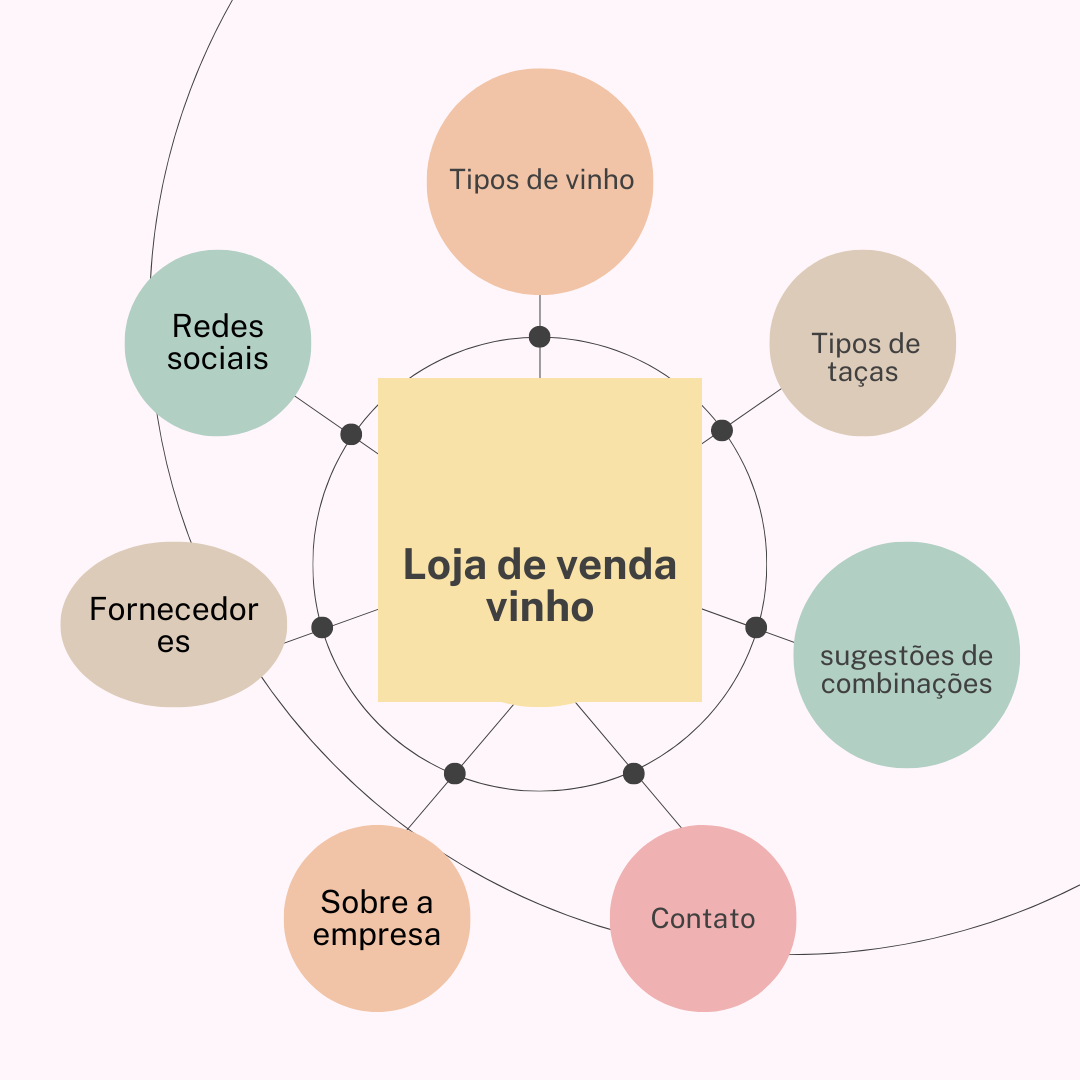 Tipos de vinho
Redes
sociais
Tipos de
taças
Loja de venda
vinho
Fornecedor
es
sugestões de
combinações
Sobre a
empresa
Contato